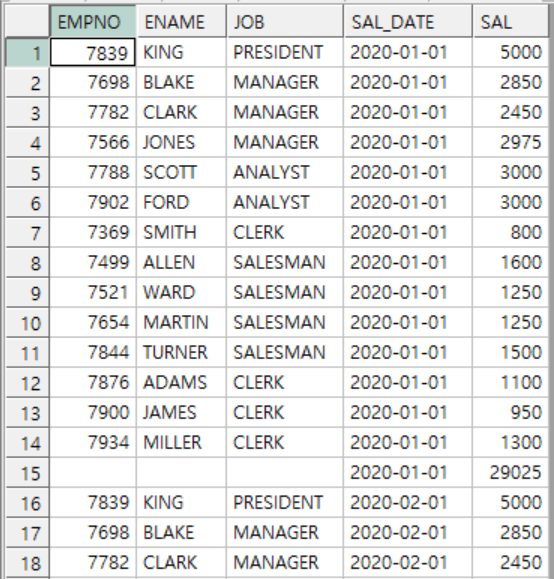 EMPNO ENAME JOB SAL_DATE SAL
1 7839 KING PRESIDENT 2020-01-01 5000
2 7698 BLAKE MANAGER 2020-01-01 2850
3 7782 CLARK MANAGER 2020-01-01 2450
4 7566 JONES MANAGER 2020-01-01 2975
5 7788 SCOTT ANALYST 2020-01-01 3000
6 7902 FORD ANALYST 2020-01-01 3000
7 7369 SMITH CLERK 2020-01-01 800
8 7499 ALLEN SALESMAN 2020-01-01 1600
9 7521 WARD SALESMAN 2020-01-01 1250
10 7654 MARTIN SALESMAN 2020-01-01 1250
11 7844 TURNER SALESMAN 2020-01-01 1500
12 7876 ADAMS CLERK 2020-01-01 1100
13 7900 JAMES CLERK 2020-01-01 950
14 7934 MILLER CLERK 2020-01-01 1300
15 2020-01-01 29025
16 7839 KING PRESIDENT 2020-02-01 5000
17 7698 BLAKE MANAGER 2020-02-01 2850
18 7782 CLARK MANAGER 2020-02-01 2450